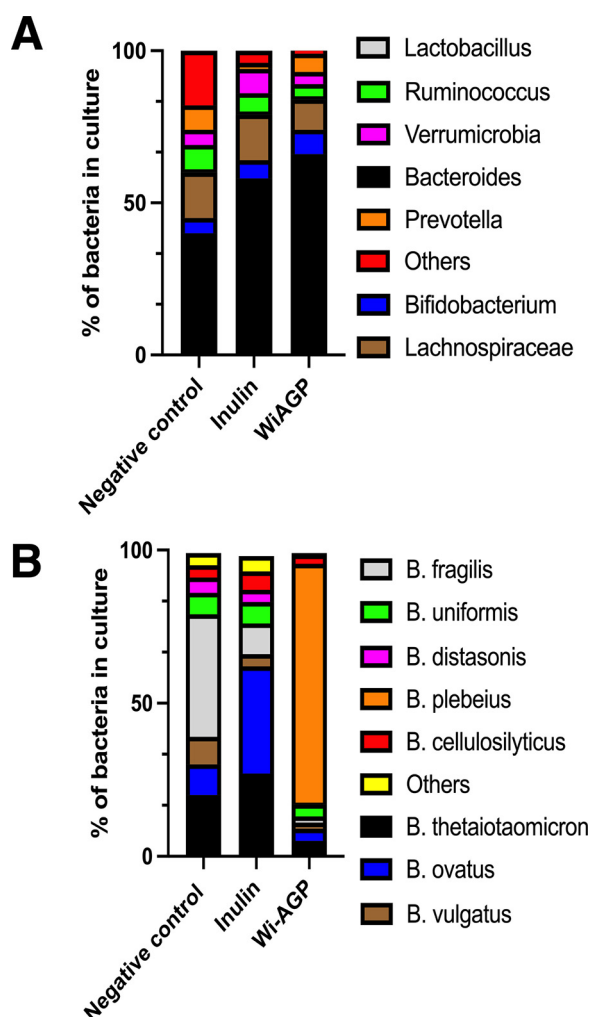 A
% of bacteria in culture
100
50
0
Negative control
Inulin
WiAGP
Lactobacillus
Ruminococcus
Verrumicrobia
Bacteroides
Prevotella
Others
Bifidobacterium
Lachnospiraceae
B
% of bacteria in culture
100
50
0
Negative control
Inulin
Wi-AGP
B. fragilis
B. uniformis
B. distasonis
B. plebeius
B. cellulosilyticus
Others
B. thetaiotaomicron
B. ovatus
B. vulgatus